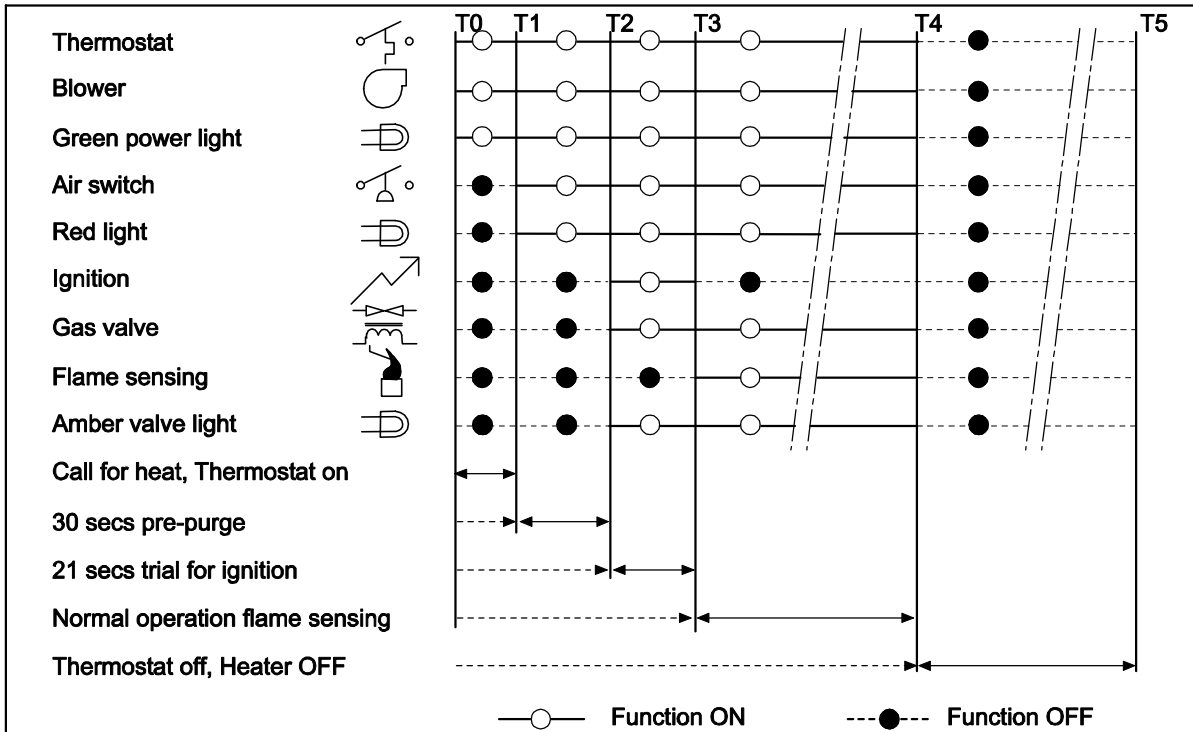 T0 T1 T2 T3 T4 T5
Thermostat
Blower
Green power light
Air switch
Red light
Ignition
Gas valve
Flame sensing
Amber valve light
Call for heat, Thermostat on
30 secs pre-purge
21 secs trial for ignition
Normal operation flame sensing
Thermostat off, Heater OFF
Function ON Function OFF